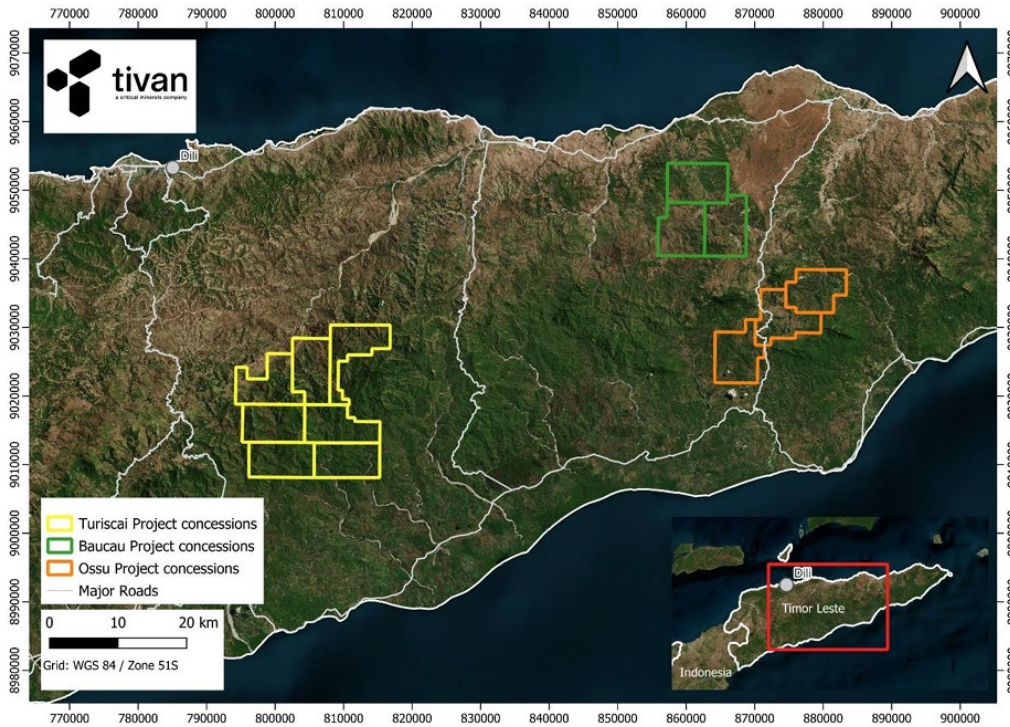 770000 780000 790000 800000 810000 820000 830000 840000 850000 860000 870000 880000 890000 900000
9070000
9060000
9050000
9040000
9030000
9020000
9010000
9000000
8990000
8980000
tivan
a critical minerals company
Dili
Turiscai Project concessions
Baucau Project concessions
Ossu Project concessions
Major Roads
0 10 20 km
Grid: WGS 84 / Zone 51S
Dili
Timor Leste
Indonesia
770000 780000 790000 800000 810000 820000 830000 840000 850000 860000 870000 880000 890000 900000